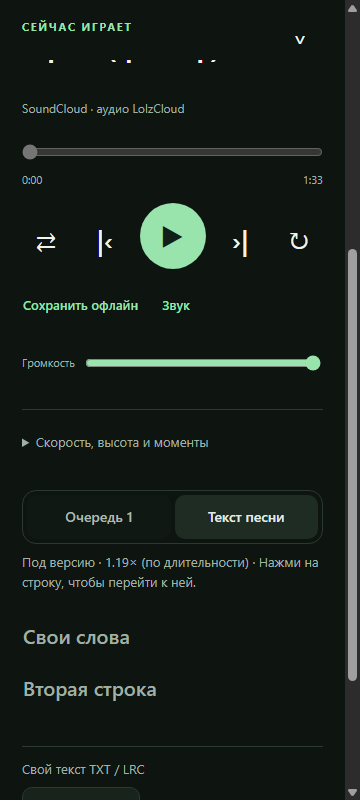 СЕЙЧАС ИГРАЕТ
SoundCloud · аудио LolzCloud
0:00
1:33
Сохранить офлайн
Звук
Громкость
Скорость, высота и моменты
Очередь 1
Текст песни
Под версию · 1.19× (по длительности) · Нажми на
строку, чтобы перейти к ней.
Свои слова
Вторая строка
Свой текст TXT / LRC